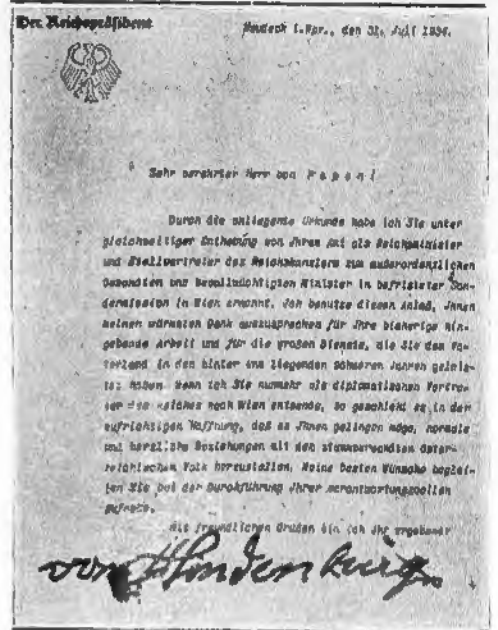 Der Reichspräsident
Neudeck i.Wpr., den 31. Juli 1934.
Sehr verehrter Herr von Papen!
Durch die anliegende Urkunde habe ich Sie unter
gleichzeitiger Enthebung von Ihrem Amt als Reichsminister
und Stellvertreter des Reichskanzlers zum außerordentlichen
Gesandten und bevollmächtigten Minister in befristeter Son-
dermission in Wien ernannt. Ich benutze diesen Anlaß, Ihnen
meinen wärmsten Dank auszusprechen für Ihre bisherige hin-
gebende Arbeit und für die großen Dienste, die Sie dem Va-
terland in den hinter uns liegenden schweren Jahren geleis-
tet haben. Wenn ich Sie nunmehr als diplomatischen Vertre-
ter des Reiches nach Wien entsende, so geschieht es in der
aufrichtigen Hoffnung, daß es Ihnen gelingen möge, normale
und herzliche Beziehungen mit dem stammverwandten öster-
reichischen Volk herzustellen. Meine besten Wünsche beglei-
ten Sie bei der Durchführung Ihrer verantwortungsvollen
Aufgabe.
Mit freundlichen Grüßen bin ich Ihr ergebener
von Hindenburg